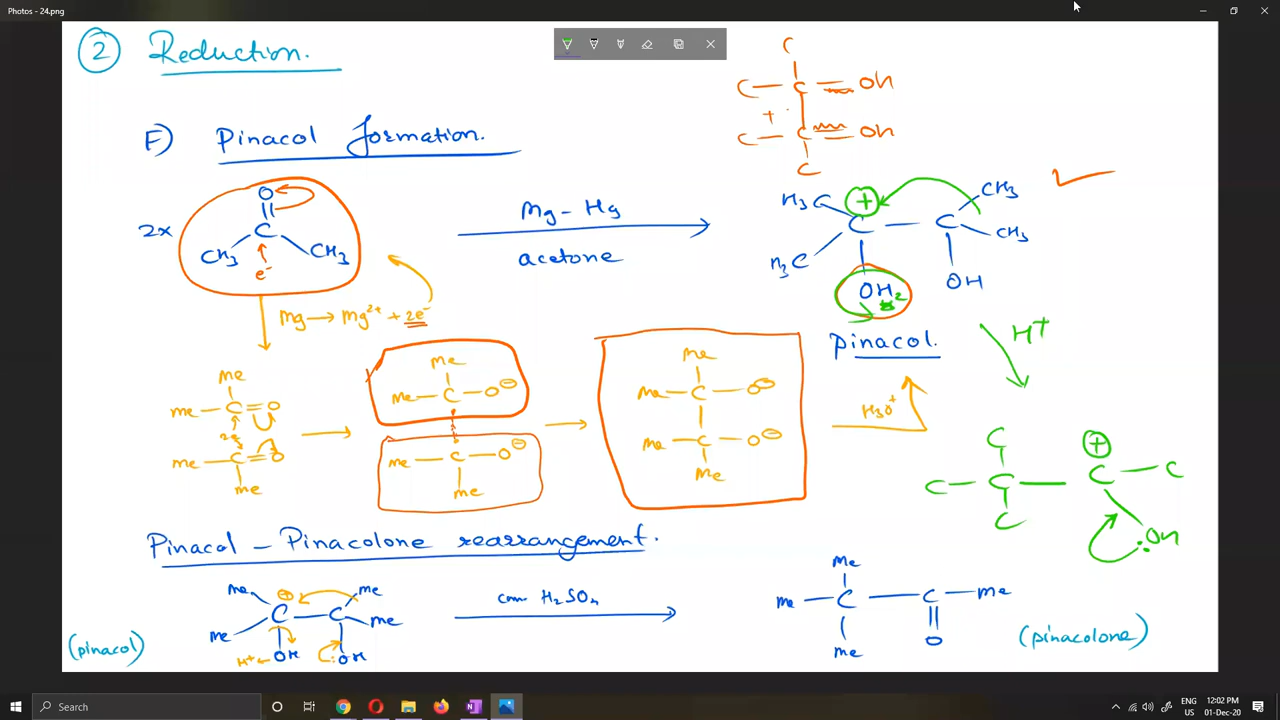 Photos - 24.png
2 Reduction.
F) Pinacol formation.
C
C — C = OH
+
C — C = OH
C
2x
O
C
CH3 CH3
e-
Mg - Hg
acetone
H3C + CH3
C — C
H3C CH3
OH2 OH
pinacol.
Mg → Mg2+ + 2e-
H+
me
me — C = O
2e
me — C = O
me
me
me — C — O⊖
me — C — O⊖
me
me
me — C — O⊖
me — C — O⊖
me
H3O+
C +
C — C — C — C
C :OH
Pinacol - Pinacolone rearrangement.
me + me
C — C
me me
H+ OH :OH
(pinacol)
conc H2SO4
me
me — C — C — me
me O
(pinacolone)
Search
ENG
US
12:02 PM
01-Dec-20